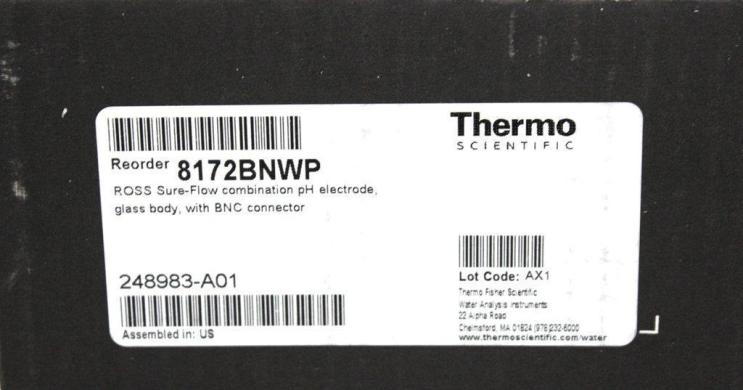 Thermo
SCIENTIFIC
Reorder 8172BNWP
ROSS Sure-Flow combination pH electrode,
glass body, with BNC connector
248983-A01
Assembled in: US
Lot Code: AX1
Thermo Fisher Scientific
Water Analysis Instruments
22 Alpha Road
Chelmsford, MA 01824 (978)232-6000
www.thermoscientific.com/water